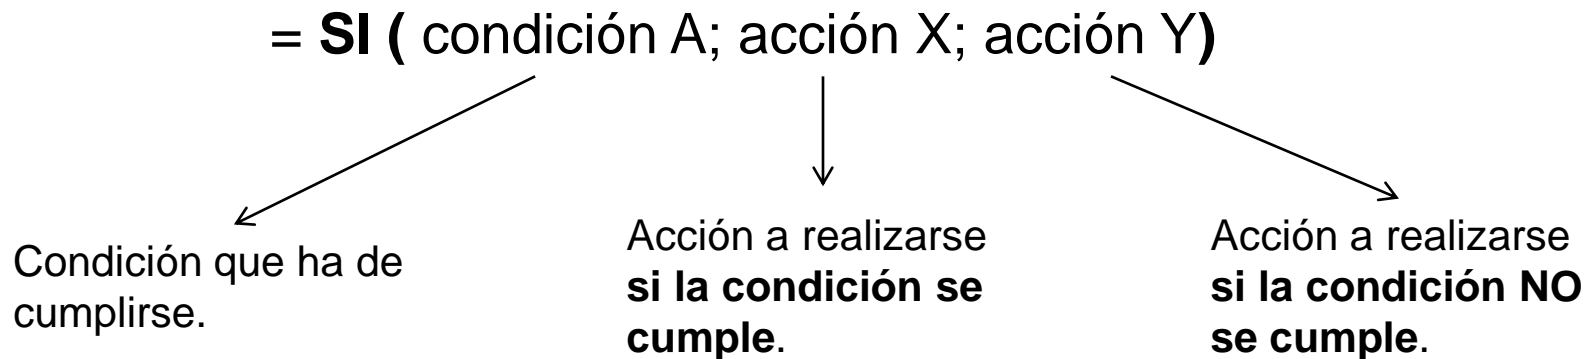 = SI ( condición A; acción X; acción Y)
Condición que ha de
cumplirse.
Acción a realizarse
si la condición se
cumple.
Acción a realizarse
si la condición NO
se cumple.